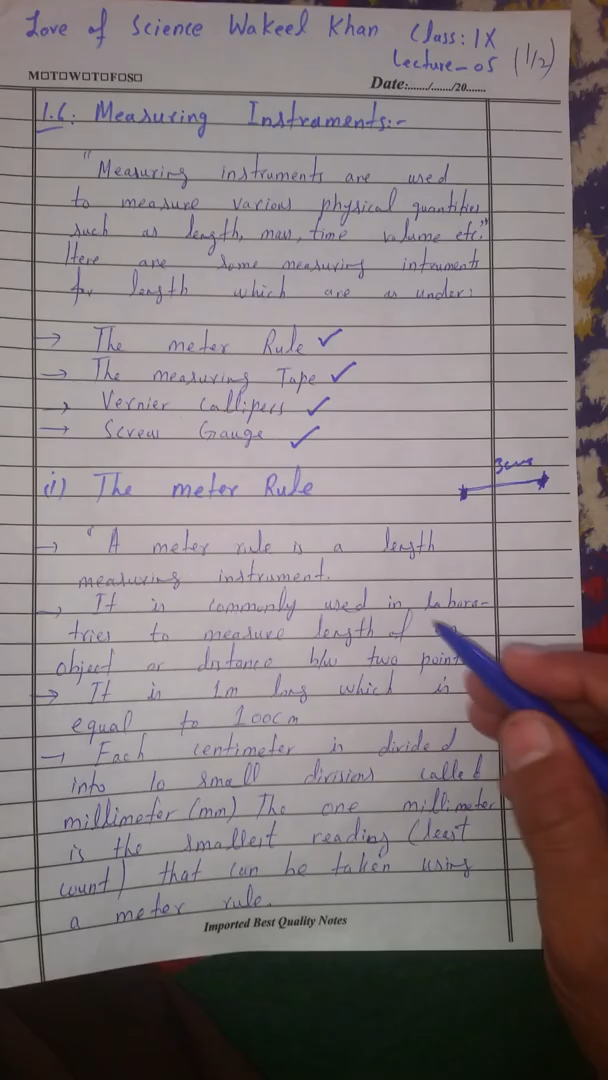 Love of Science Wakeel Khan Class: IX
Lecture-05 (1/2)
M□T□W□T□F□S□
Date:......./......./20.......
1.6: Measuring Instraments:-
"Measuring instruments are used
to measure various physical quantities
such as length, mass, time volume etc."
Here are some measuring intruments
for length which are as under:
→ The meter Rule ✓
→ The measuring Tape ✓
→ Vernier Callipers ✓
→ Screw Gauge ✓
3cm
(i) The meter Rule
→ "A meter rule is a length
measuring instrument.
→ It is commonly used in labora-
tries to measure length of an
object or distance b/w two point
→ It is 1m long which is
equal to 100cm
→ Each centimeter is divided
into 10 small divisions called
millimeter (mm) The one millimeter
is the smallest reading (least
count) that can be taken using
a meter rule.
Imported Best Quality Notes